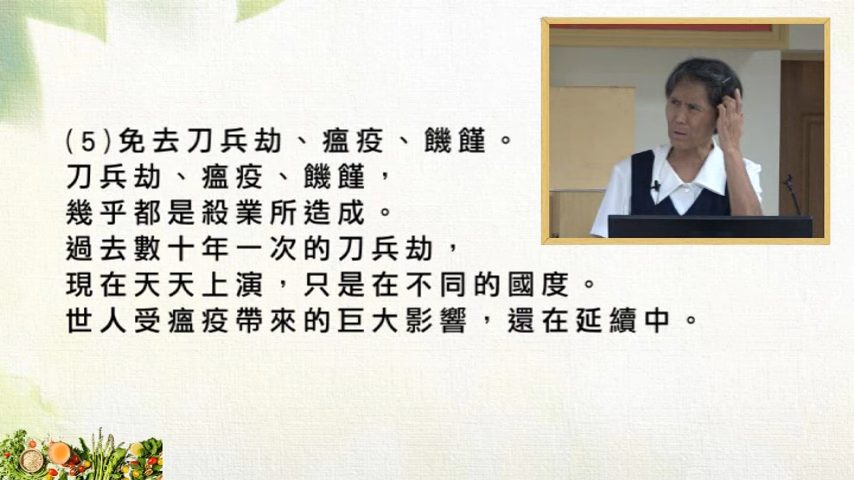 (5)免去刀兵劫、瘟疫、饑饉。
刀兵劫、瘟疫、饑饉，
幾乎都是殺業所造成。
過去數十年一次的刀兵劫，
現在天天上演，只是在不同的國度。
世人受瘟疫帶來的巨大影響，還在延續中。